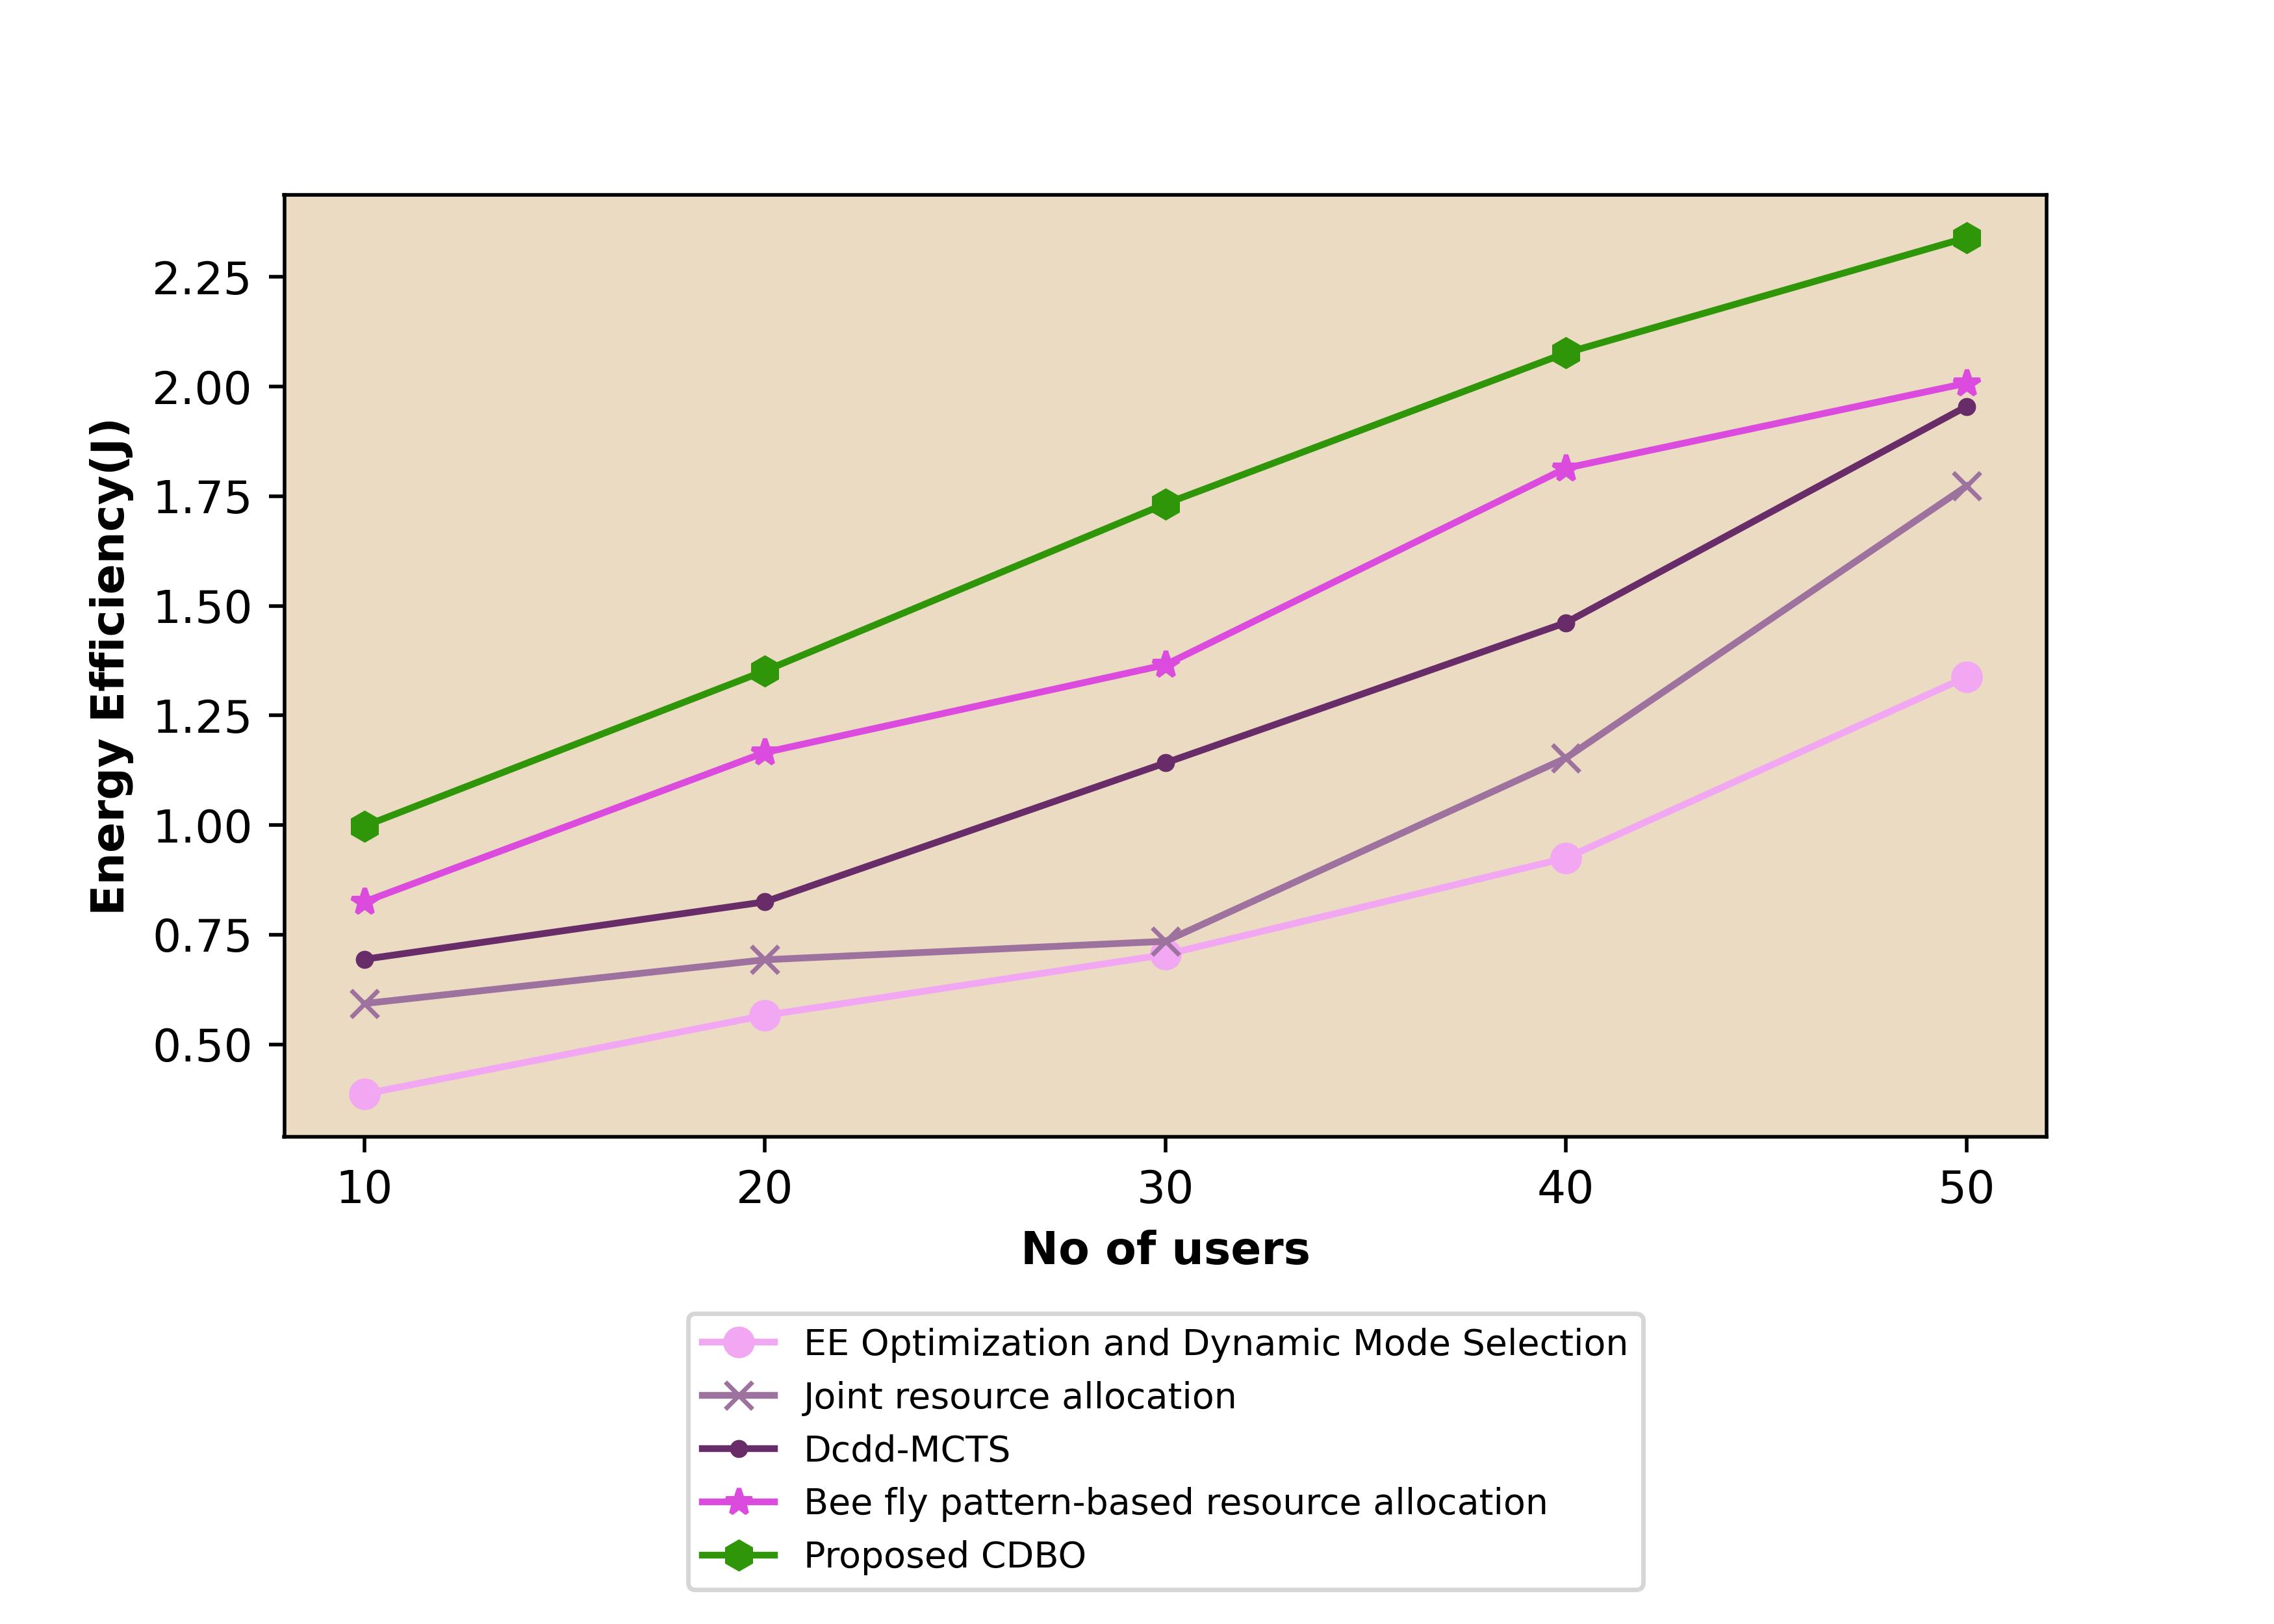 2.25
2.00
1.75
1.50
1.25
1.00
0.75
0.50
Energy Efficiency(J)
10 20 30 40 50
No of users
EE Optimization and Dynamic Mode Selection
Joint resource allocation
Dcdd-MCTS
Bee fly pattern-based resource allocation
Proposed CDBO